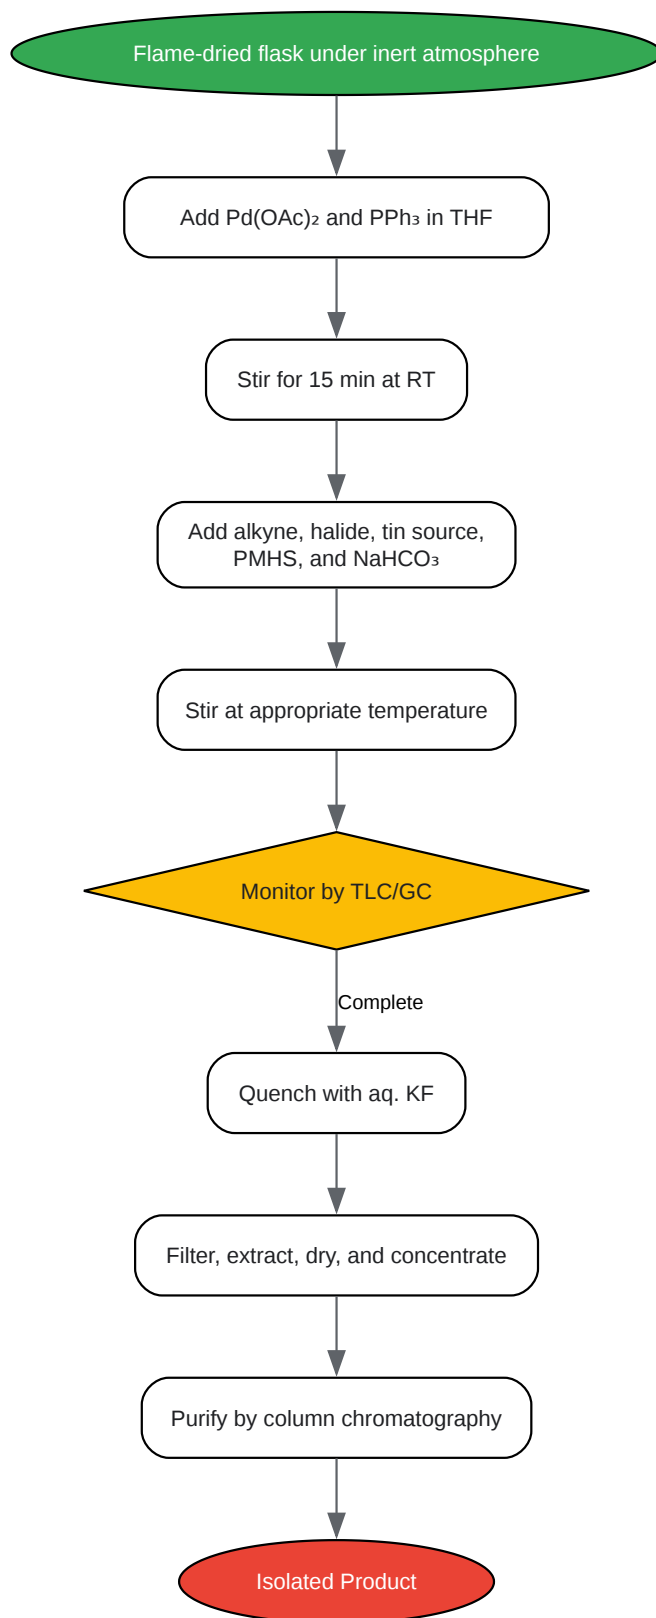 Flame-dried flask under inert atmosphere
Add Pd(OAc)₂ and PPh₃ in THF
Stir for 15 min at RT
Add alkyne, halide, tin source,
PMHS, and NaHCO₃
Stir at appropriate temperature
Monitor by TLC/GC
Complete
Quench with aq. KF
Filter, extract, dry, and concentrate
Purify by column chromatography
Isolated Product